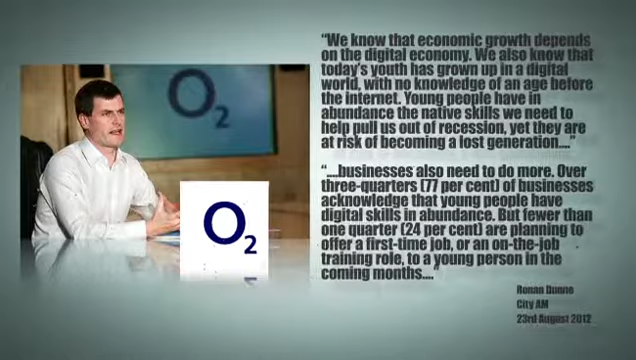 O2
O2
“We know that economic growth depends
on the digital economy. We also know that
today's youth has grown up in a digital
world, with no knowledge of an age before
the internet. Young people have in
abundance the native skills we need to
help pull us out of recession, yet they are
at risk of becoming a lost generation....”
“....businesses also need to do more. Over
three-quarters (77 per cent) of businesses
acknowledge that young people have
digital skills in abundance. But fewer than
one quarter (24 per cent) are planning to
offer a first-time job, or an on-the-job
training role, to a young person in the
coming months....”
Ronan Dunne
City AM
23rd August 2012